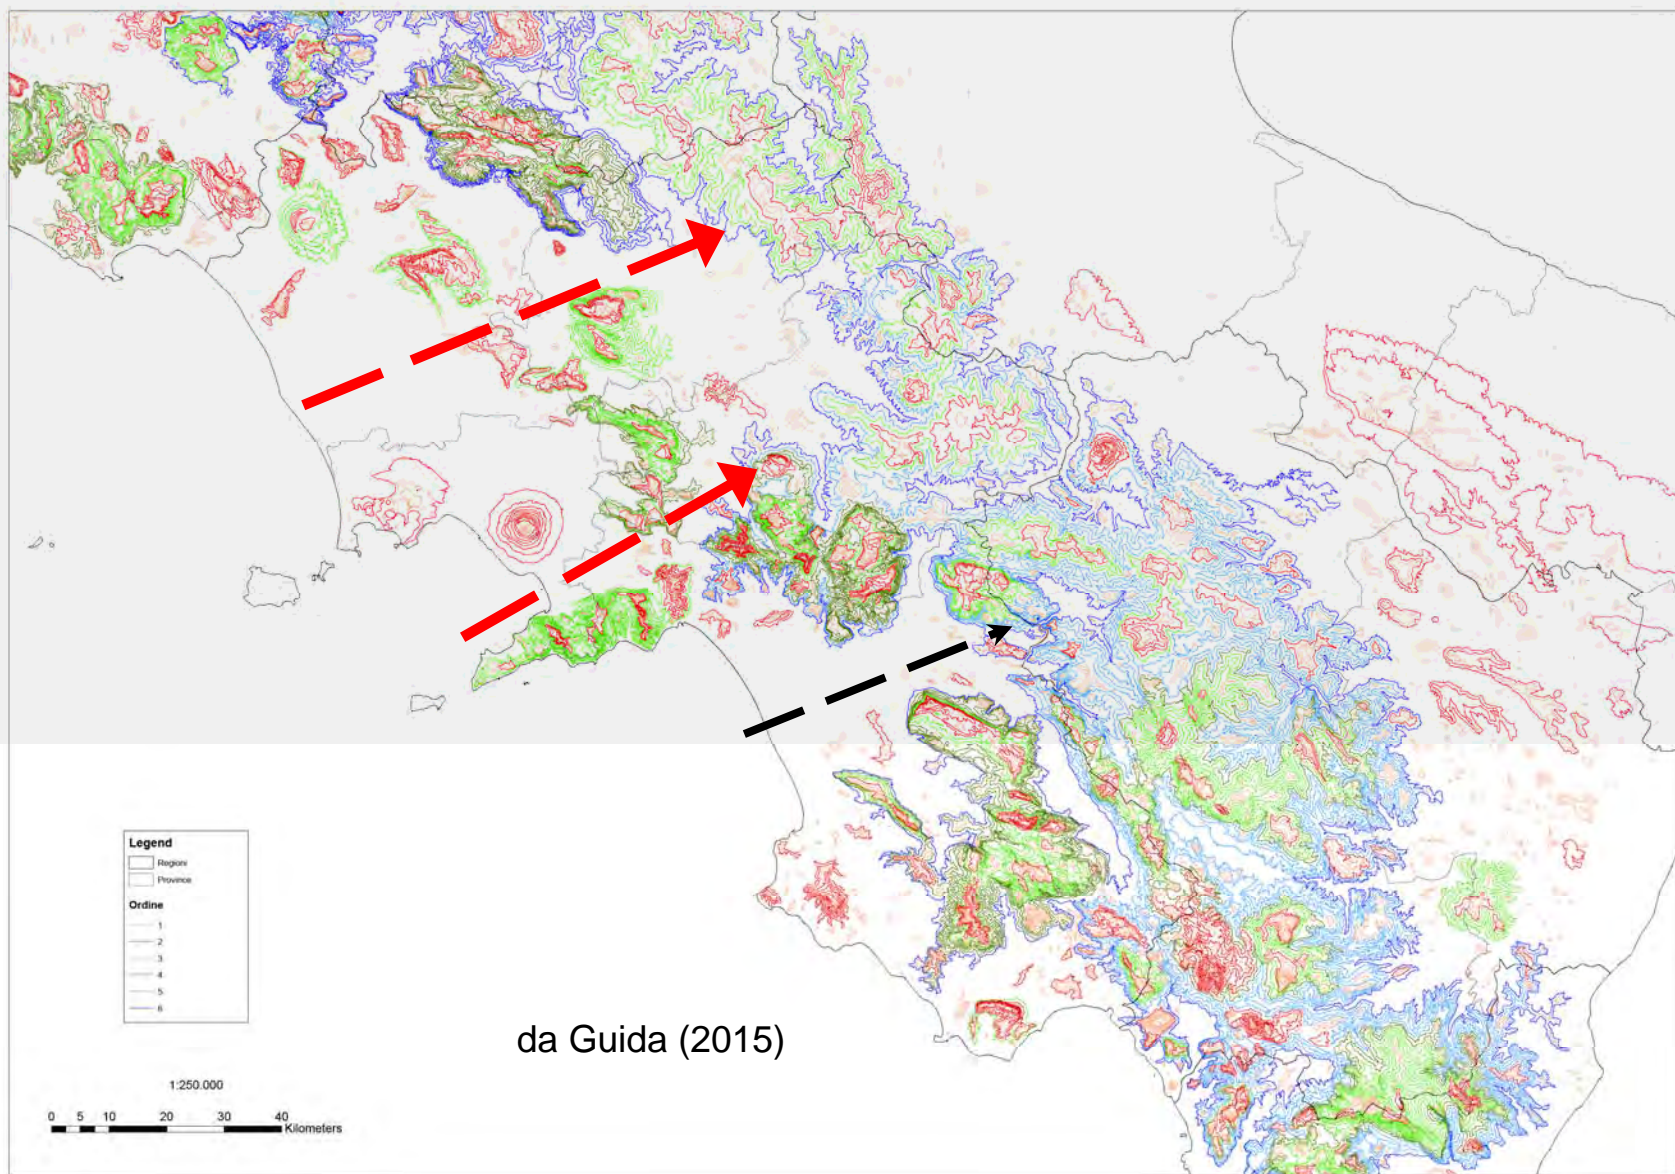 Legend
Regioni
Province
Ordine
1
2
3
4
5
6
da Guida (2015)
1:250.000
0 5 10 20 30 40
Kilometers